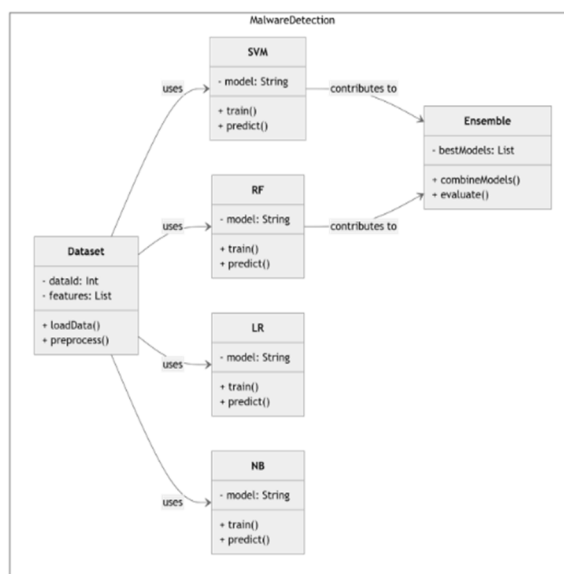 MalwareDetection
SVM
- model: String
+ train()
+ predict()
uses
contributes to
Ensemble
- bestModels: List
+ combineModels()
+ evaluate()
RF
- model: String
+ train()
+ predict()
uses
contributes to
Dataset
- dataId: Int
- features: List
+ loadData()
+ preprocess()
LR
- model: String
+ train()
+ predict()
uses
NB
- model: String
+ train()
+ predict()
uses